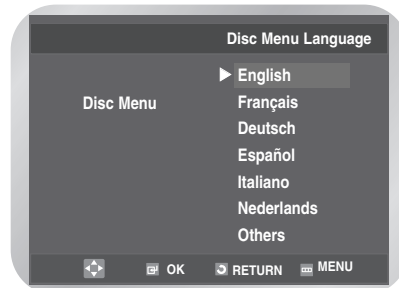 Disc Menu Language
English
Disc Menu
Français
Deutsch
Español
Italiano
Nederlands
Others
OK RETURN MENU